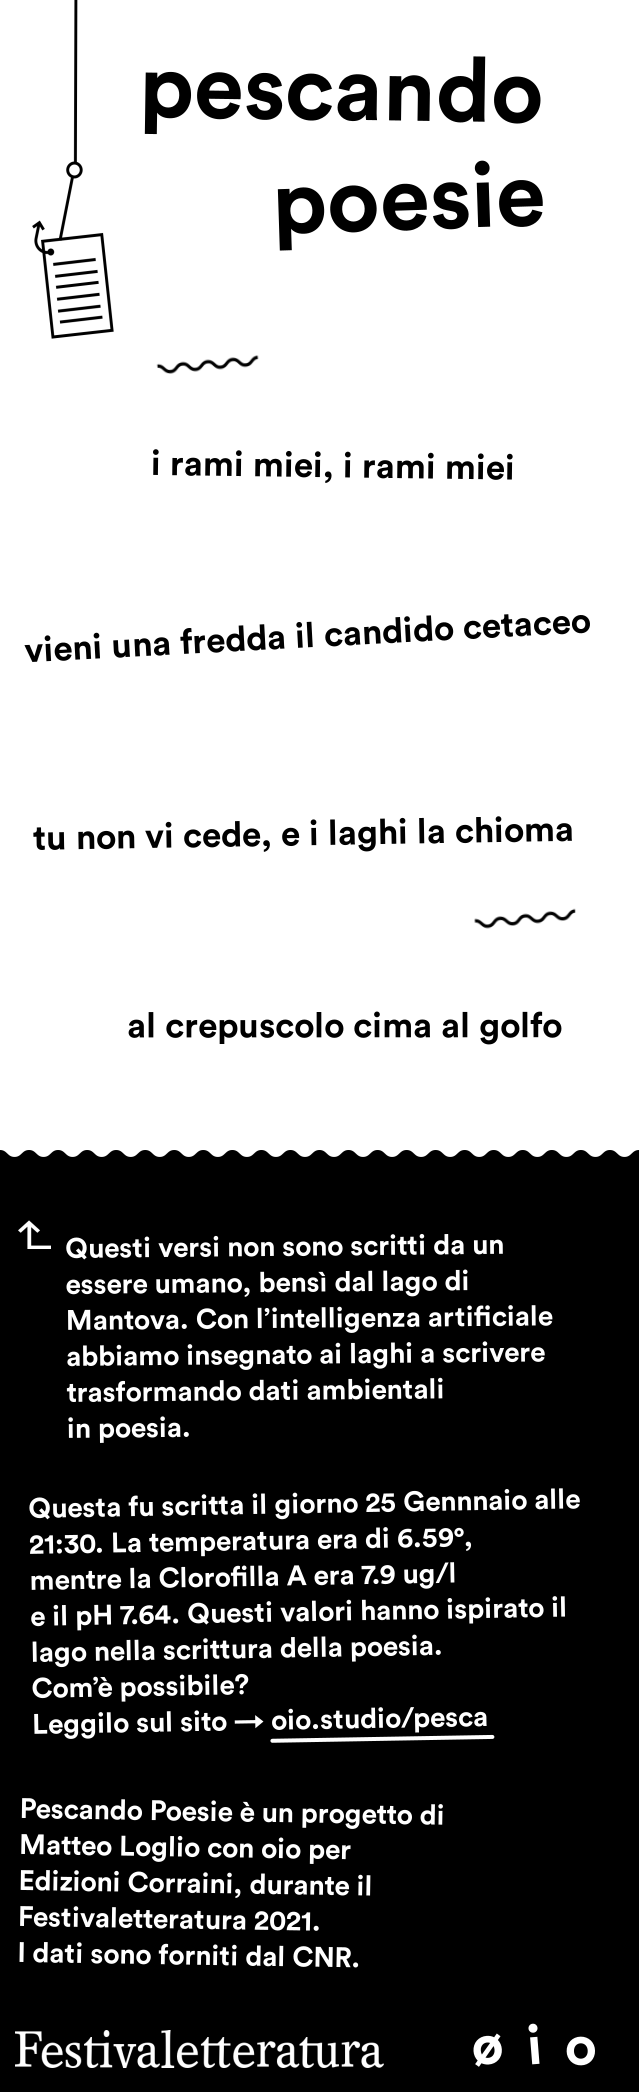 pescando
poesie
i rami miei, i rami miei
vieni una fredda il candido cetaceo
tu non vi cede, e i laghi la chioma
al crepuscolo cima al golfo
Questi versi non sono scritti da un
essere umano, bensì dal lago di
Mantova. Con l’intelligenza artificiale
abbiamo insegnato ai laghi a scrivere
trasformando dati ambientali
in poesia.
Questa fu scritta il giorno 25 Gennnaio alle
21:30. La temperatura era di 6.59°,
mentre la Clorofilla A era 7.9 ug/l
e il pH 7.64. Questi valori hanno ispirato il
lago nella scrittura della poesia.
Com’è possibile?
Leggilo sul sito → oio.studio/pesca
Pescando Poesie è un progetto di
Matteo Loglio con oio per
Edizioni Corraini, durante il
Festivaletteratura 2021.
I dati sono forniti dal CNR.
Festivaletteratura ø i o